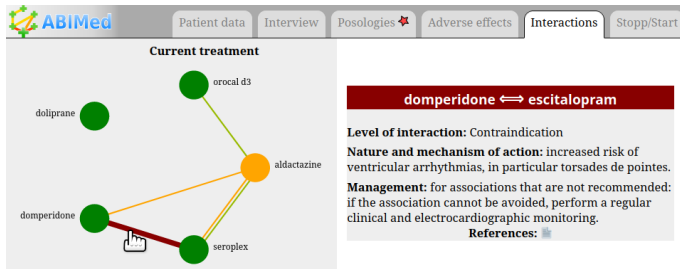 ABIMed
Patient data
Interview
Posologies
Adverse effects
Interactions
Stopp/Start
Current treatment
orocal d3
doliprane
aldactazine
domperidone
seroplex
domperidone ⟺ escitalopram
Level of interaction: Contraindication
Nature and mechanism of action: increased risk of
ventricular arrhythmias, in particular torsades de pointes.
Management: for associations that are not recommended:
if the association cannot be avoided, perform a regular
clinical and electrocardiographic monitoring.
References: